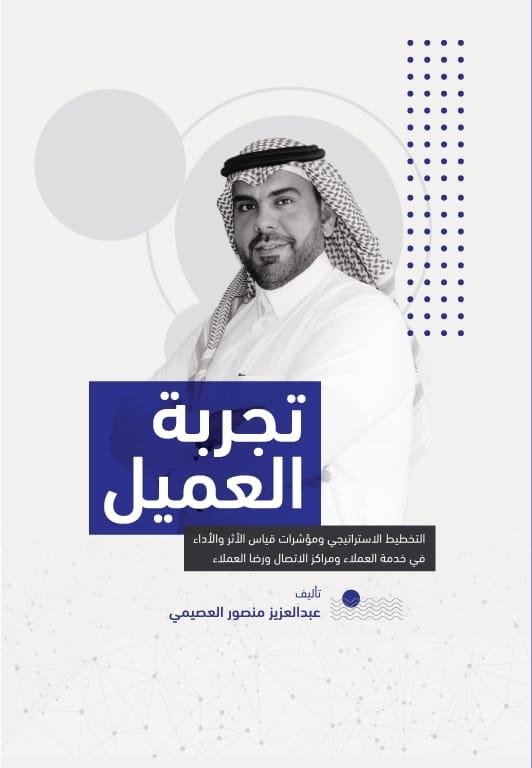 تجربة
العميل
التخطيط الاستراتيجي ومؤشرات قياس الأثر والأداء
في خدمة العملاء ومراكز الاتصال ورضا العملاء
تأليف
عبدالعزيز منصور العصيمي